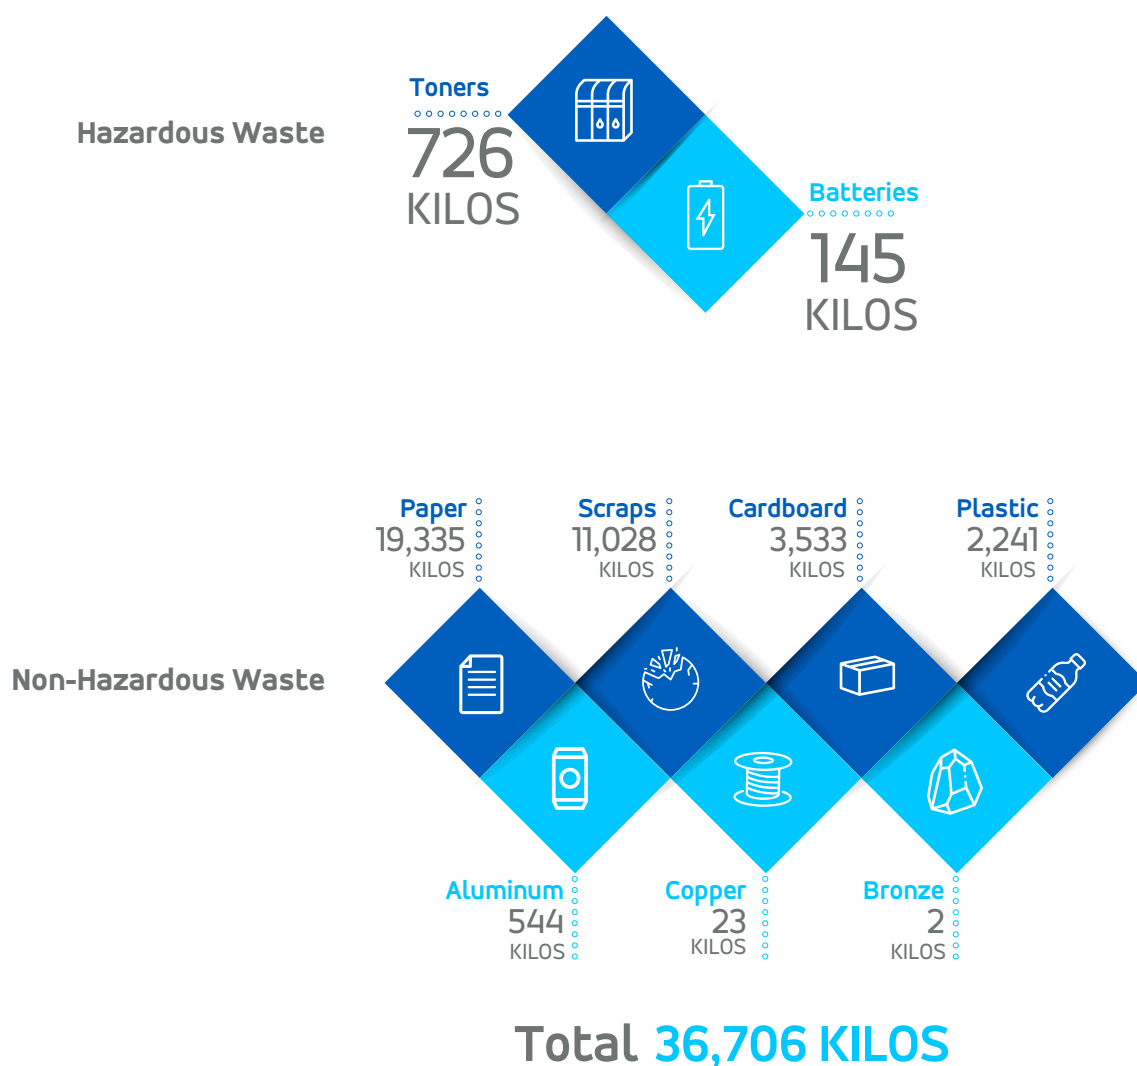 Hazardous Waste
Toners
726
KILOS
Batteries
145
KILOS
Non-Hazardous Waste
Paper
19,335
KILOS
Scraps
11,028
KILOS
Cardboard
3,533
KILOS
Plastic
2,241
KILOS
Aluminum
544
KILOS
Copper
23
KILOS
Bronze
2
KILOS
Total 36,706 KILOS